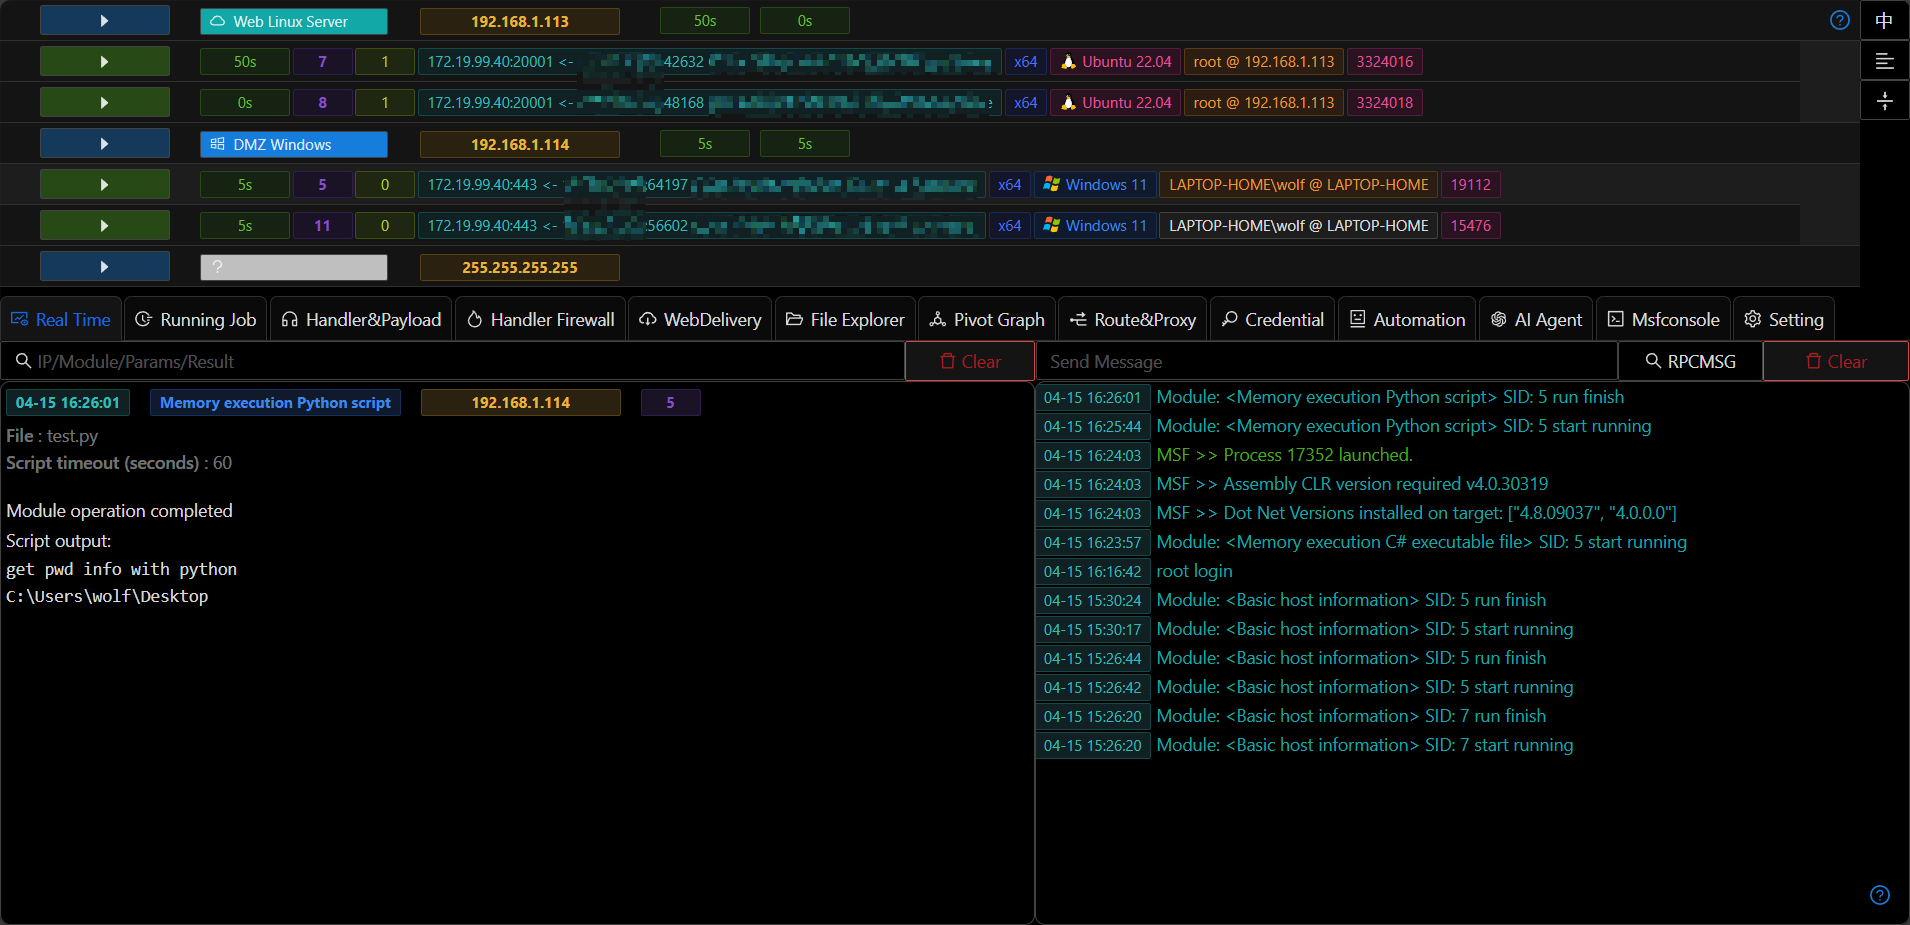 Web Linux Server 192.168.1.113 50s 0s 中
50s 7 1 172.19.99.40:20001 <- 42632 x64 Ubuntu 22.04 root @ 192.168.1.113 3324016
0s 8 1 172.19.99.40:20001 <- 48168 x64 Ubuntu 22.04 root @ 192.168.1.113 3324018
DMZ Windows 192.168.1.114 5s 5s
5s 5 0 172.19.99.40:443 <- :64197 x64 Windows 11 LAPTOP-HOME\wolf @ LAPTOP-HOME 19112
5s 11 0 172.19.99.40:443 <- :56602 x64 Windows 11 LAPTOP-HOME\wolf @ LAPTOP-HOME 15476
? 255.255.255.255
Real Time Running Job Handler&Payload Handler Firewall WebDelivery File Explorer Pivot Graph Route&Proxy Credential Automation AI Agent Msfconsole Setting
IP/Module/Params/Result Clear
04-15 16:26:01 Memory execution Python script 192.168.1.114 5
File : test.py
Script timeout (seconds) : 60
Module operation completed
Script output:
get pwd info with python
C:\Users\wolf\Desktop
Send Message RPCMSG Clear
04-15 16:26:01 Module: <Memory execution Python script> SID: 5 run finish
04-15 16:25:44 Module: <Memory execution Python script> SID: 5 start running
04-15 16:24:03 MSF >> Process 17352 launched.
04-15 16:24:03 MSF >> Assembly CLR version required v4.0.30319
04-15 16:24:03 MSF >> Dot Net Versions installed on target: ["4.8.09037", "4.0.0.0"]
04-15 16:23:57 Module: <Memory execution C# executable file> SID: 5 start running
04-15 16:16:42 root login
04-15 15:30:24 Module: <Basic host information> SID: 5 run finish
04-15 15:30:17 Module: <Basic host information> SID: 5 start running
04-15 15:26:44 Module: <Basic host information> SID: 5 run finish
04-15 15:26:42 Module: <Basic host information> SID: 5 start running
04-15 15:26:20 Module: <Basic host information> SID: 7 run finish
04-15 15:26:20 Module: <Basic host information> SID: 7 start running